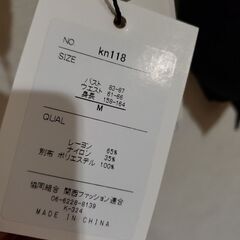 NO. kn118
SIZE
バスト 80-87
ウエスト 61-66
身長 159-164
M
QUAL
レーヨン 65%
ナイロン 35%
別布 ポリエステル 100%
協同組合 関西ファッション連合
06-6228-8139
K-324
MADE IN CHINA